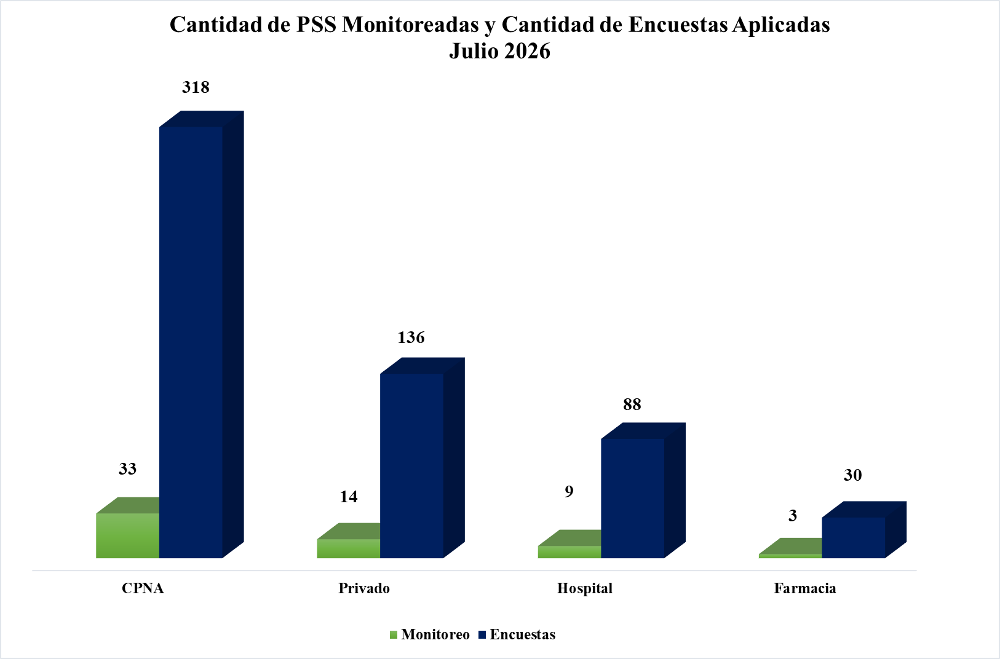 Cantidad de PSS Monitoreadas y Cantidad de Encuestas Aplicadas
Julio 2026
318
136
88
33
14
9
30
3
CPNA Privado Hospital Farmacia
Monitoreo Encuestas